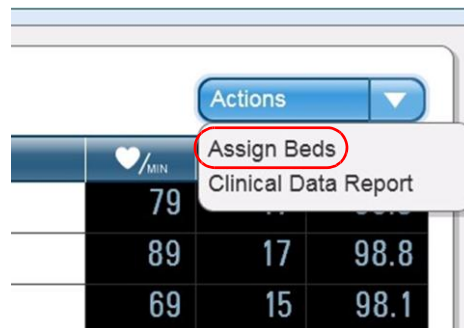 Actions
Assign Beds
/MIN
Clinical Data Report
79
89 17 98.8
69 15 98.1